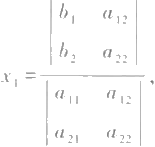 b₁ a₁₂
b₂ a₂₂
x₁ = ,
a₁₁ a₁₂
a₂₁ a₂₂